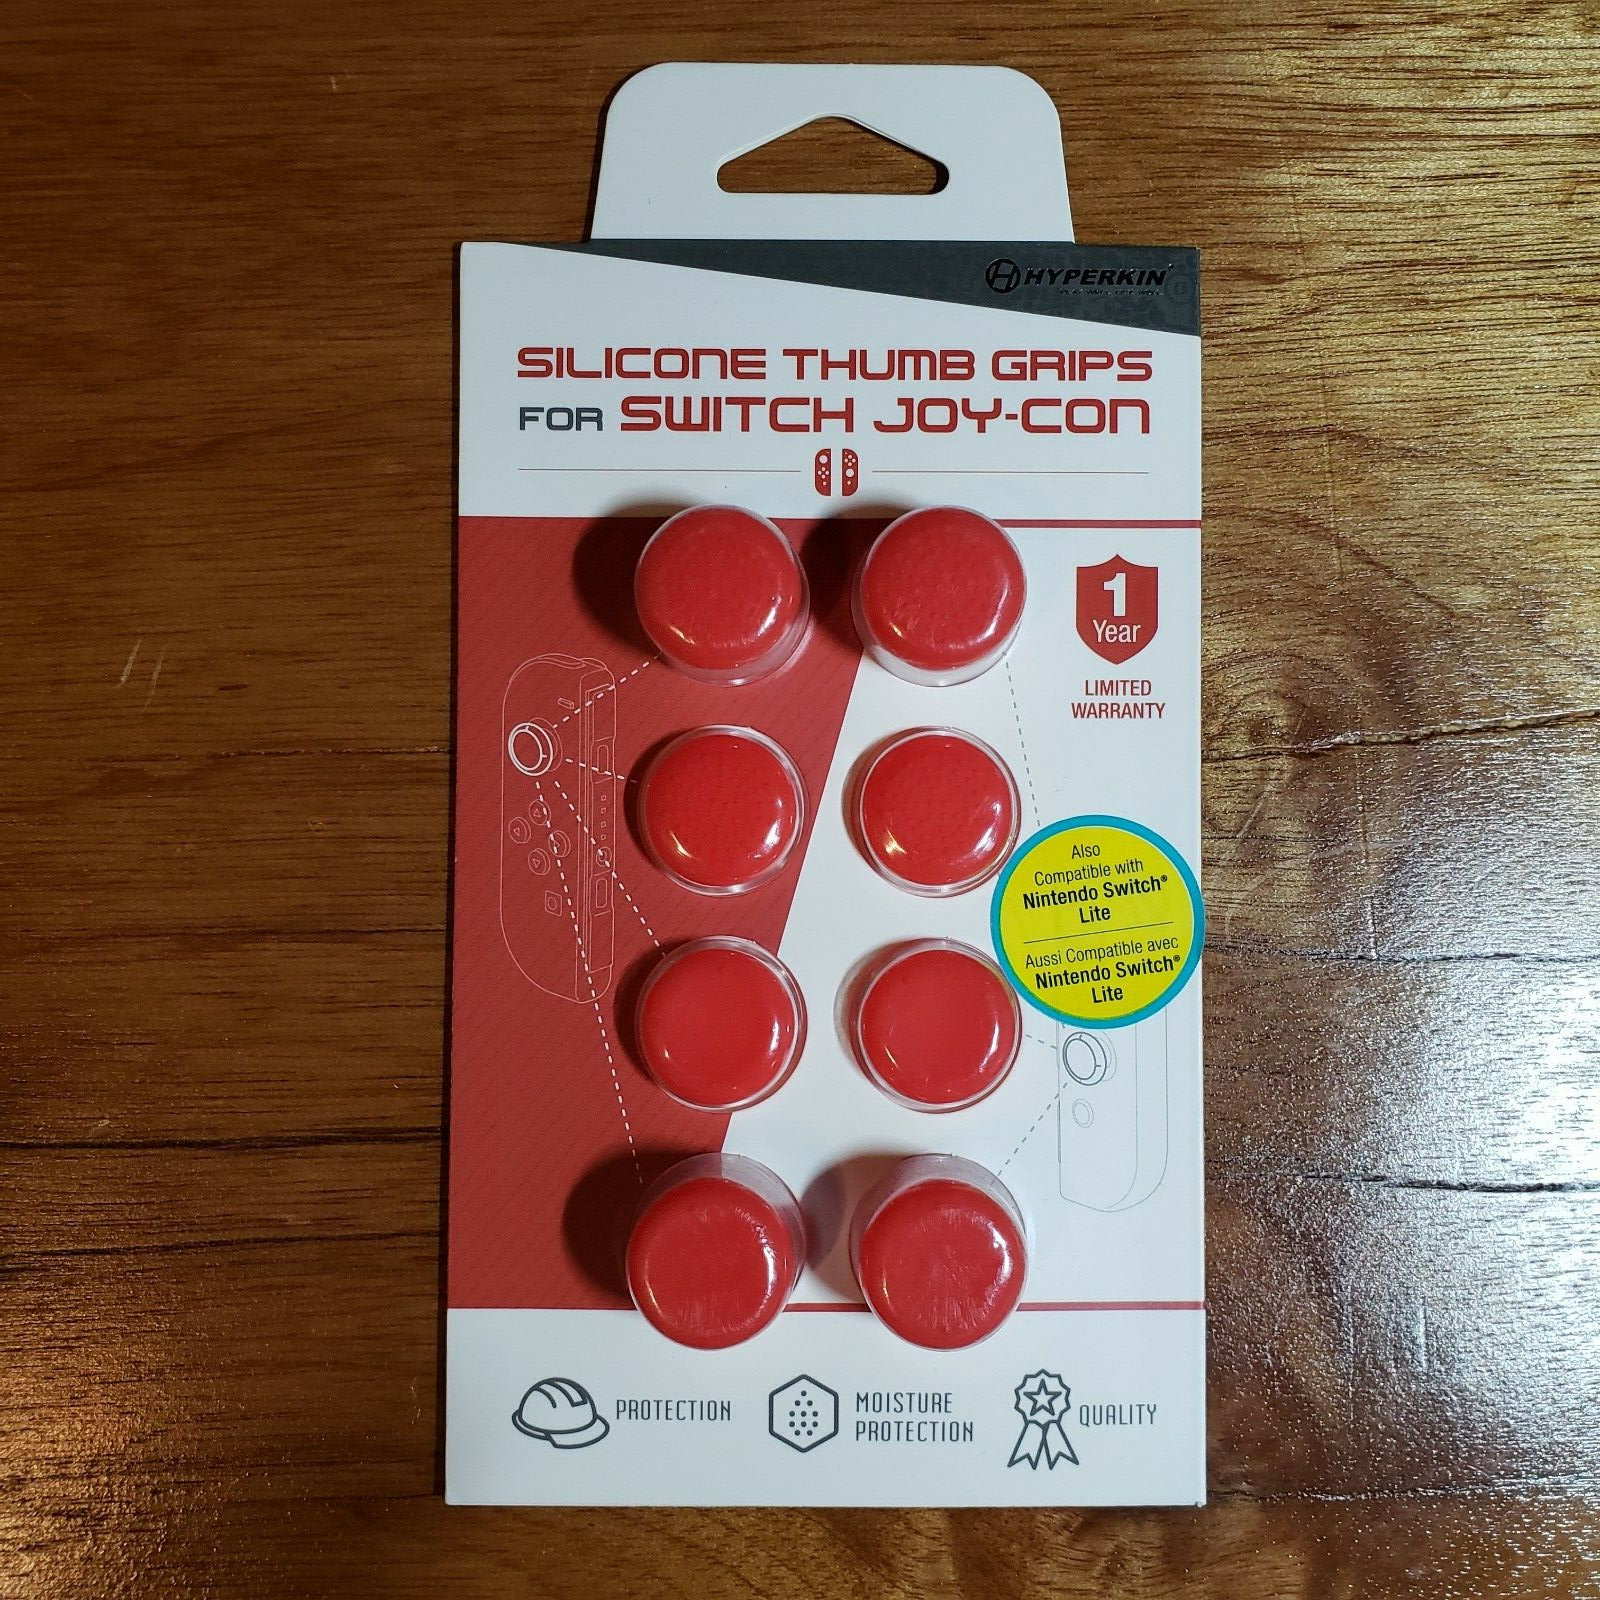 HYPERKIN
SILICONE THUMB GRIPS
FOR SWITCH JOY-CON
1
Year
LIMITED
WARRANTY
Also
Compatible with
Nintendo Switch®
Lite
Aussi Compatible avec
Nintendo Switch®
Lite
PROTECTION
MOISTURE
PROTECTION
QUALITY